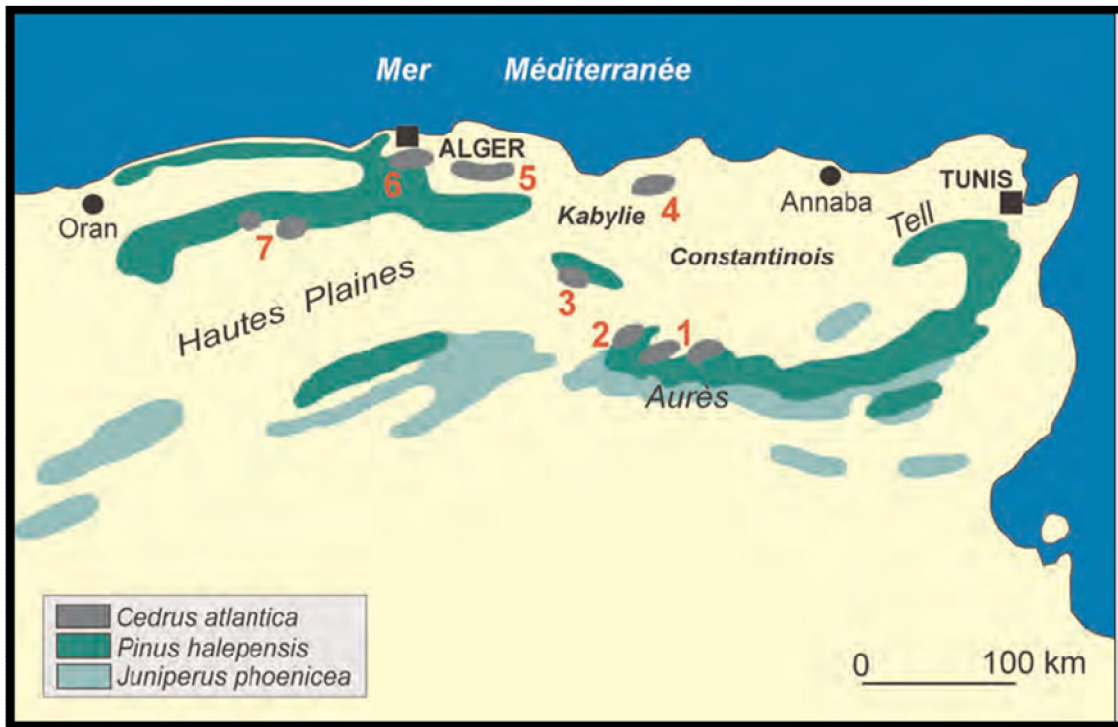 Mer Méditerranée
ALGER
TUNIS
6
5
4
Annaba
Oran
Kabylie
Tell
7
Constantinois
Hautes Plaines
3
2
1
Aurès
Cedrus atlantica
Pinus halepensis
Juniperus phoenicea
0 100 km